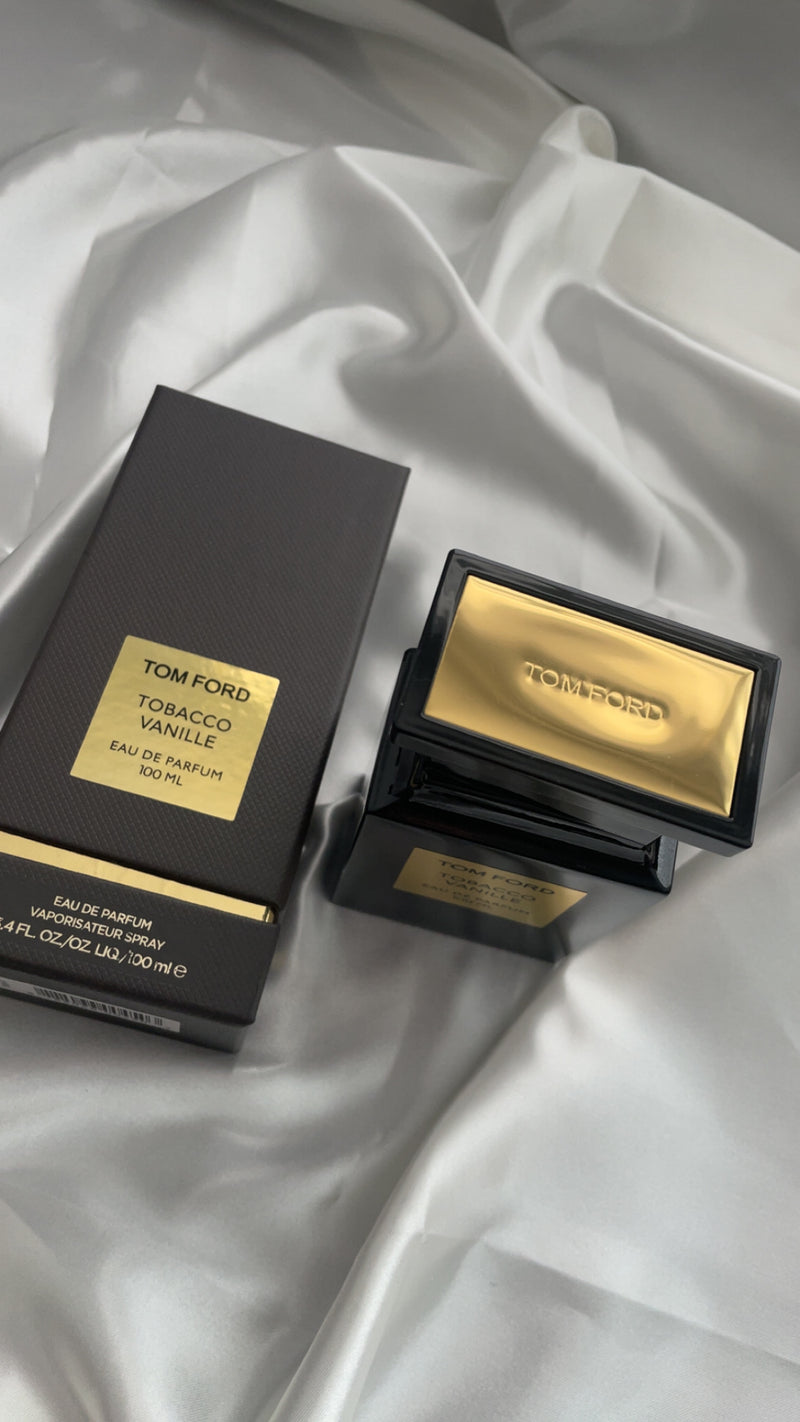 TOM FORD
TOBACCO
VANILLE
EAU DE PARFUM
100 ML
EAU DE PARFUM
VAPORISATEUR SPRAY
3.4 FL. OZ./OZ. LIQ / 100 ml ℮
TOM FORD
TOM FORD
TOBACCO
VANILLE
EAU DE PARFUM